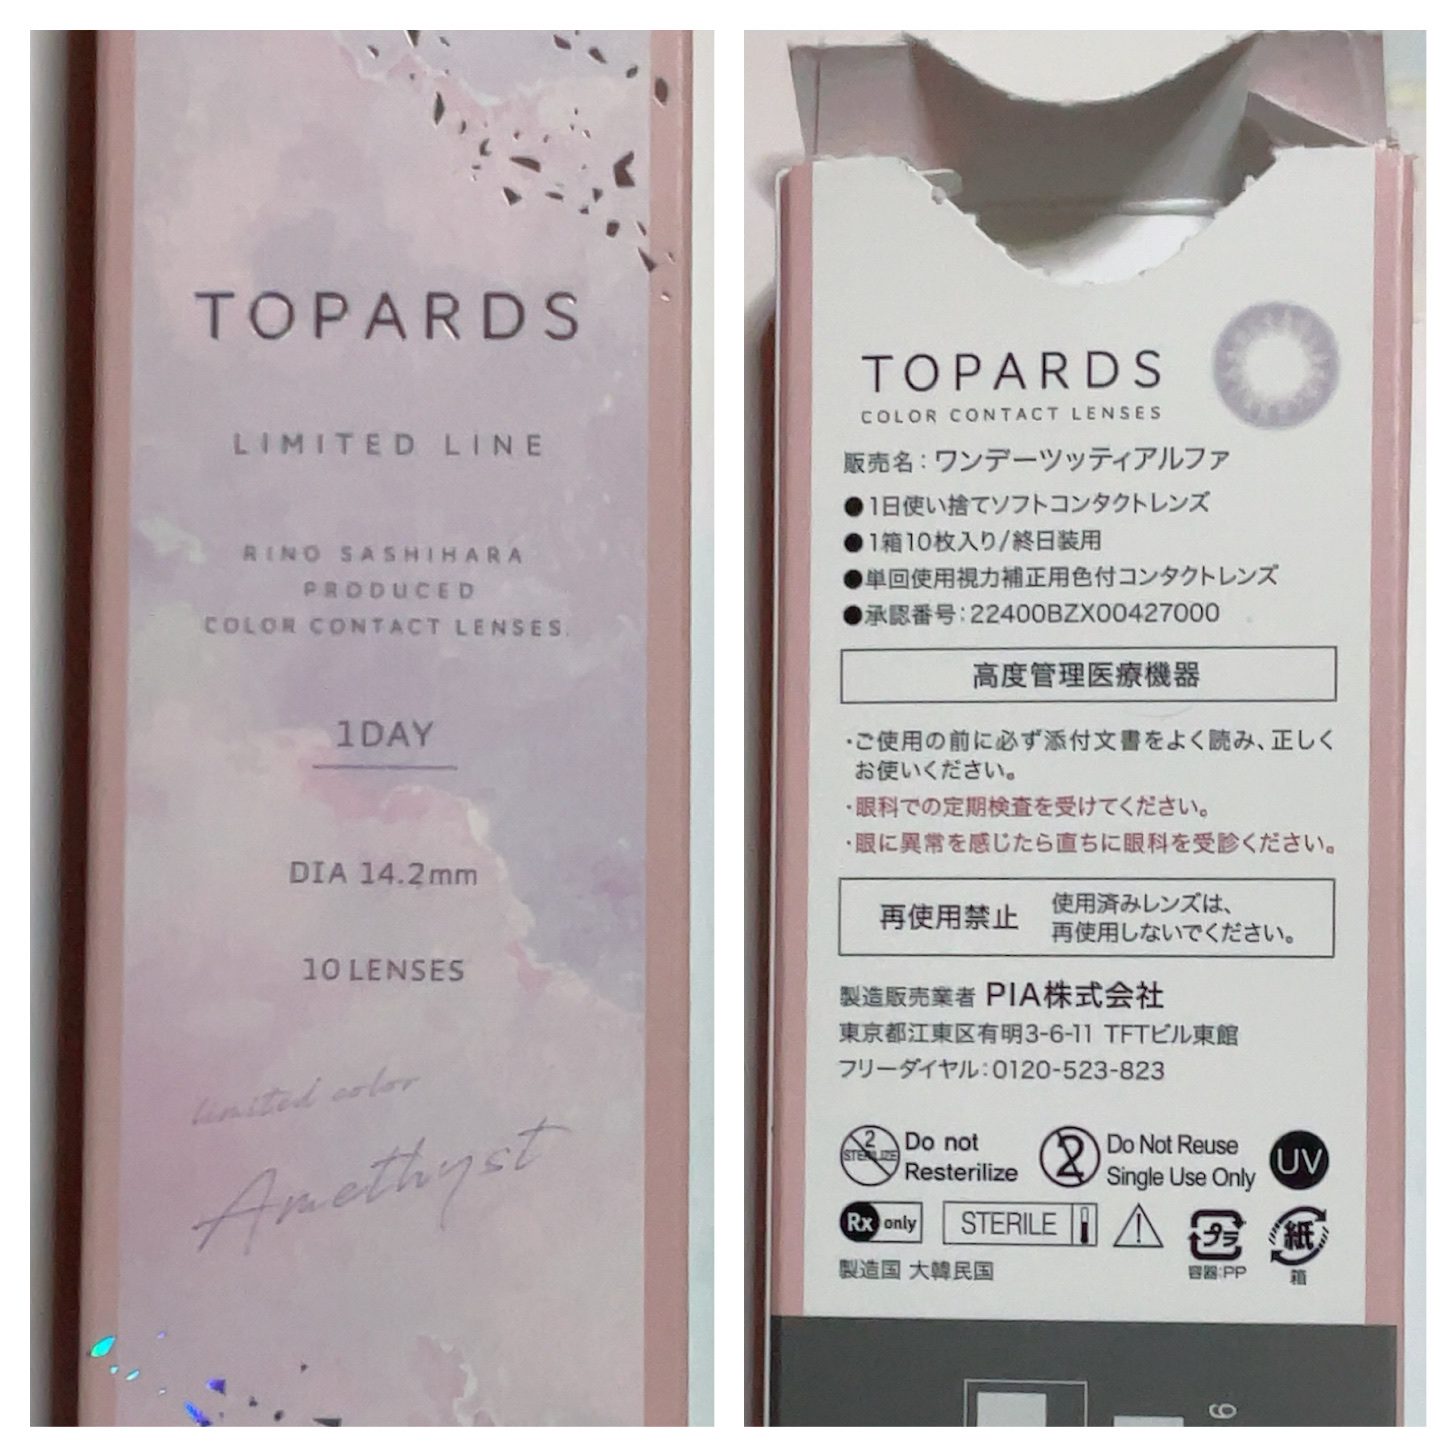 TOPARDS
LIMITED LINE
RINO SASHIHARA
PRODUCED
COLOR CONTACT LENSES.
1DAY
DIA 14.2mm
10 LENSES
limited color
Amethyst
TOPARDS
COLOR CONTACT LENSES
販売名：ワンデーツッティアルファ
●1日使い捨てソフトコンタクトレンズ
●1箱10枚入り/終日装用
●単回使用視力補正用色付コンタクトレンズ
●承認番号：22400BZX00427000
高度管理医療機器
・ご使用の前に必ず添付文書をよく読み、正しく
お使いください。
・眼科での定期検査を受けてください。
・眼に異常を感じたら直ちに眼科を受診ください。
再使用禁止 使用済みレンズは、
再使用しないでください。
製造販売業者 PIA株式会社
東京都江東区有明3-6-11 TFTビル東館
フリーダイヤル：0120-523-823
2 STERILIZE Do not Resterilize
2 Do Not Reuse Single Use Only
UV
Rx only STERILE プラ 紙
製造国 大韓民国 容器:PP 箱
6